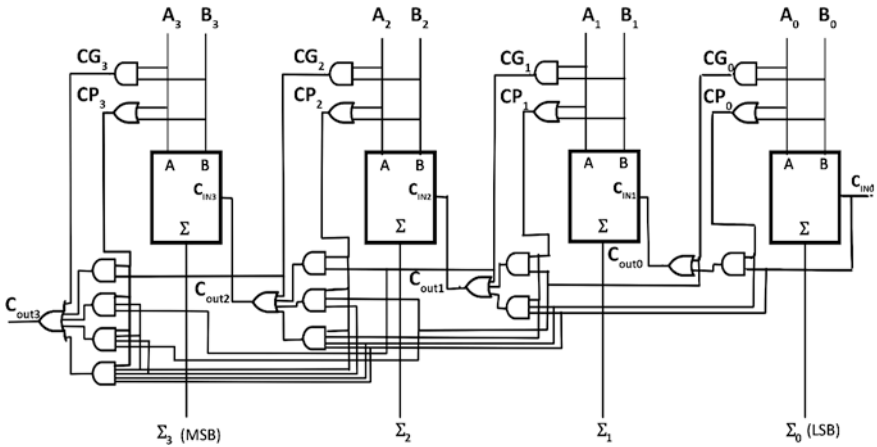 A3 B3 A2 B2 A1 B1 A0 B0
CG3 CG2 CG1 CG0
CP3 CP2 CP1 CP0
A B A B A B A B
CIN3 CIN2 CIN1 CIN0
Σ Σ Σ Σ
Cout3 Cout2 Cout1 Cout0
Σ3 (MSB) Σ2 Σ1 Σ0 (LSB)